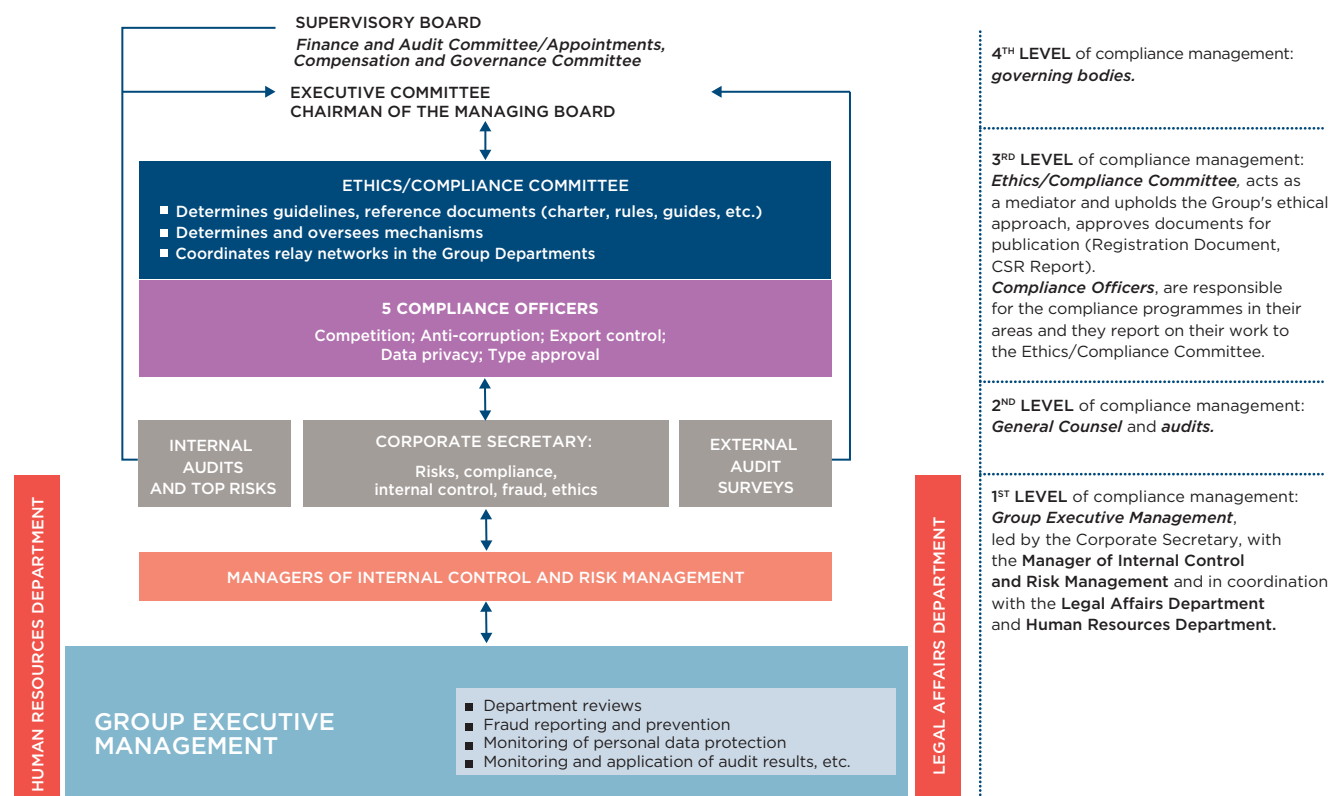 SUPERVISORY BOARD
Finance and Audit Committee/Appointments,
Compensation and Governance Committee
EXECUTIVE COMMITTEE
CHAIRMAN OF THE MANAGING BOARD
ETHICS/COMPLIANCE COMMITTEE
■ Determines guidelines, reference documents (charter, rules, guides, etc.)
■ Determines and oversees mechanisms
■ Coordinates relay networks in the Group Departments
5 COMPLIANCE OFFICERS
Competition; Anti-corruption; Export control;
Data privacy; Type approval
INTERNAL
AUDITS
AND TOP RISKS
CORPORATE SECRETARY:
Risks, compliance,
internal control, fraud, ethics
EXTERNAL
AUDIT
SURVEYS
MANAGERS OF INTERNAL CONTROL AND RISK MANAGEMENT
HUMAN RESOURCES DEPARTMENT
GROUP EXECUTIVE
MANAGEMENT
■ Department reviews
■ Fraud reporting and prevention
■ Monitoring of personal data protection
■ Monitoring and application of audit results, etc.
LEGAL AFFAIRS DEPARTMENT
4TH LEVEL of compliance management:
governing bodies.
3RD LEVEL of compliance management:
Ethics/Compliance Committee, acts as
a mediator and upholds the Group's ethical
approach, approves documents for
publication (Registration Document,
CSR Report).
Compliance Officers, are responsible
for the compliance programmes in their
areas and they report on their work to
the Ethics/Compliance Committee.
2ND LEVEL of compliance management:
General Counsel and audits.
1ST LEVEL of compliance management:
Group Executive Management,
led by the Corporate Secretary, with
the Manager of Internal Control
and Risk Management and in coordination
with the Legal Affairs Department
and Human Resources Department.